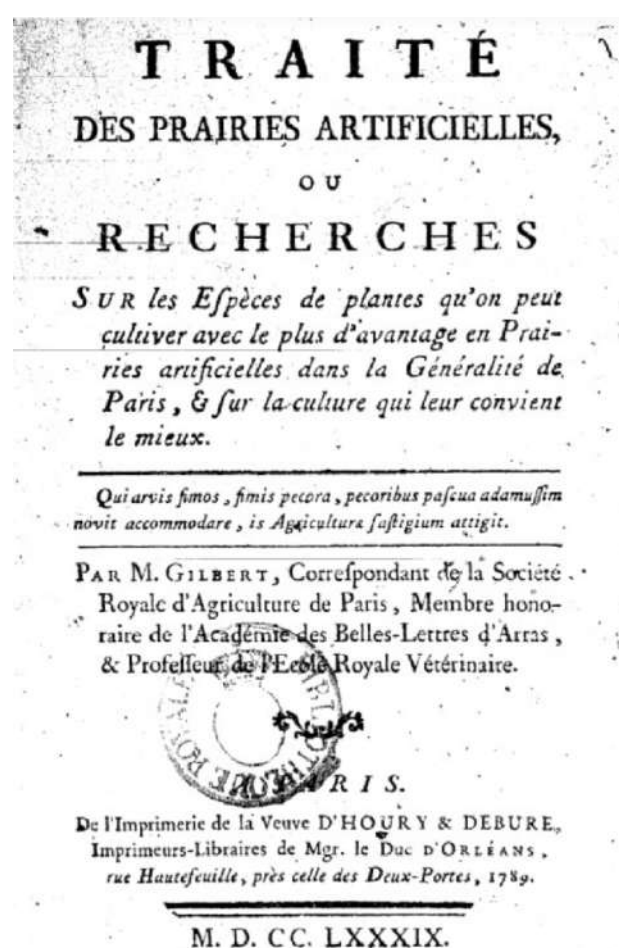 TRAITÉ
DES PRAIRIES ARTIFICIELLES,
OU
RECHERCHES
SUR les Eſpèces de plantes qu'on peut
cultiver avec le plus d'avantage en Prai-
ries artificielles dans la Généralité de
Paris, & ſur la culture qui leur convient
le mieux.
Qui arvis fimos, fimis pecora, pecoribus paſcua adamuſſim
novit accommodare, is Agriculturæ faſtigium attigit.
PAR M. GILBERT, Correſpondant de la Société
Royale d'Agriculture de Paris, Membre hono-
raire de l'Académie des Belles-Lettres d'Arras,
& Profeſſeur de l'Ecole Royale Vétérinaire.
A PARIS.
De l'Imprimerie de la Veuve D'HOURY & DEBURE,
Imprimeurs-Libraires de Mgr. le Duc D'ORLÉANS,
rue Hautefeuille, près celle des Deux-Portes, 1789.
M. D. CC. LXXXIX.
BIBLIOTHEQUE ROYALE